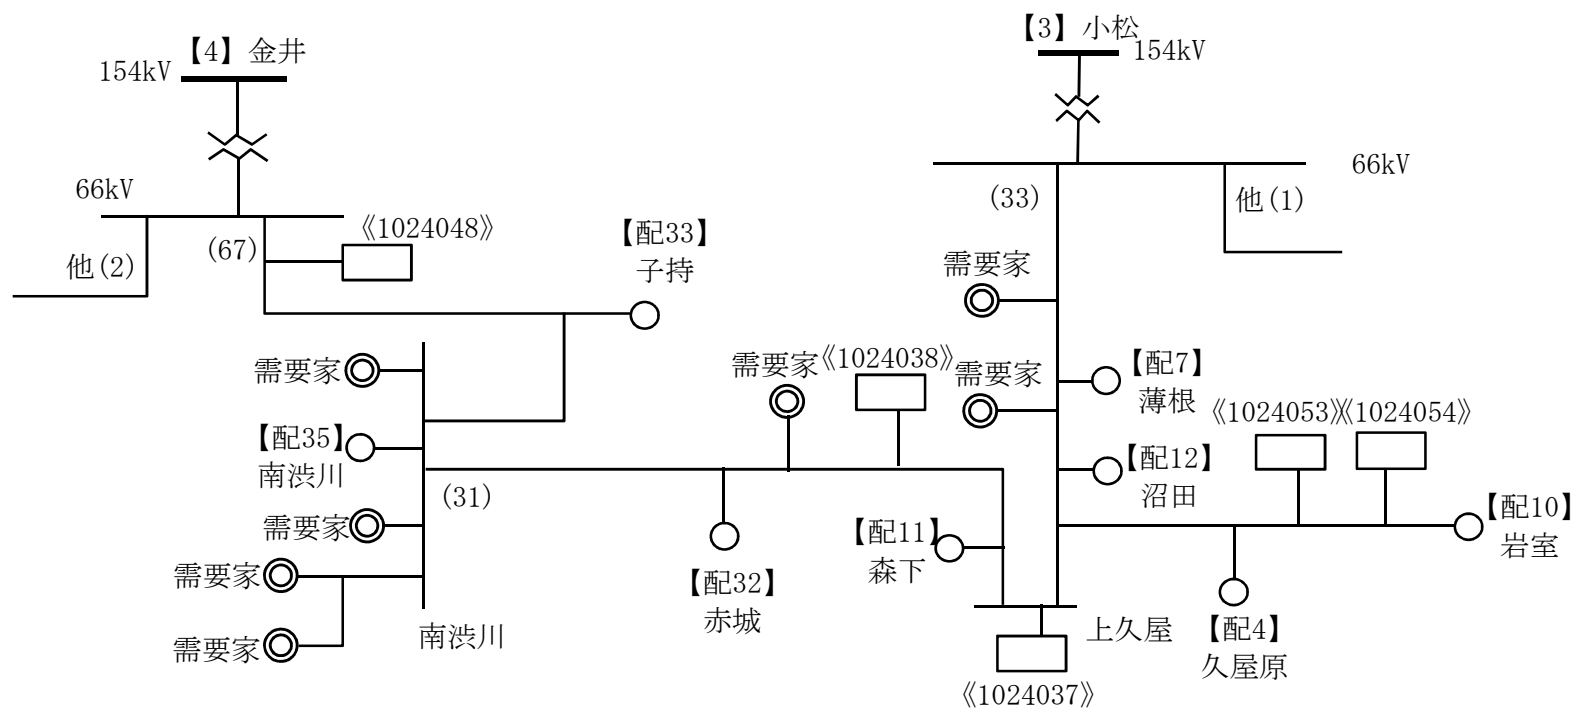 【4】金井
154kV
66kV
(67)
《1024048》
他(2)
【配33】
子持
需要家
【配35】
南渋川
(31)
需要家
需要家
需要家
南渋川
需要家
《1024038》
【配32】
赤城
【3】小松
154kV
66kV
(33)
他(1)
需要家
需要家
【配7】
薄根
【配12】
沼田
《1024053》
《1024054》
【配10】
岩室
【配11】
森下
上久屋
【配4】
久屋原
《1024037》